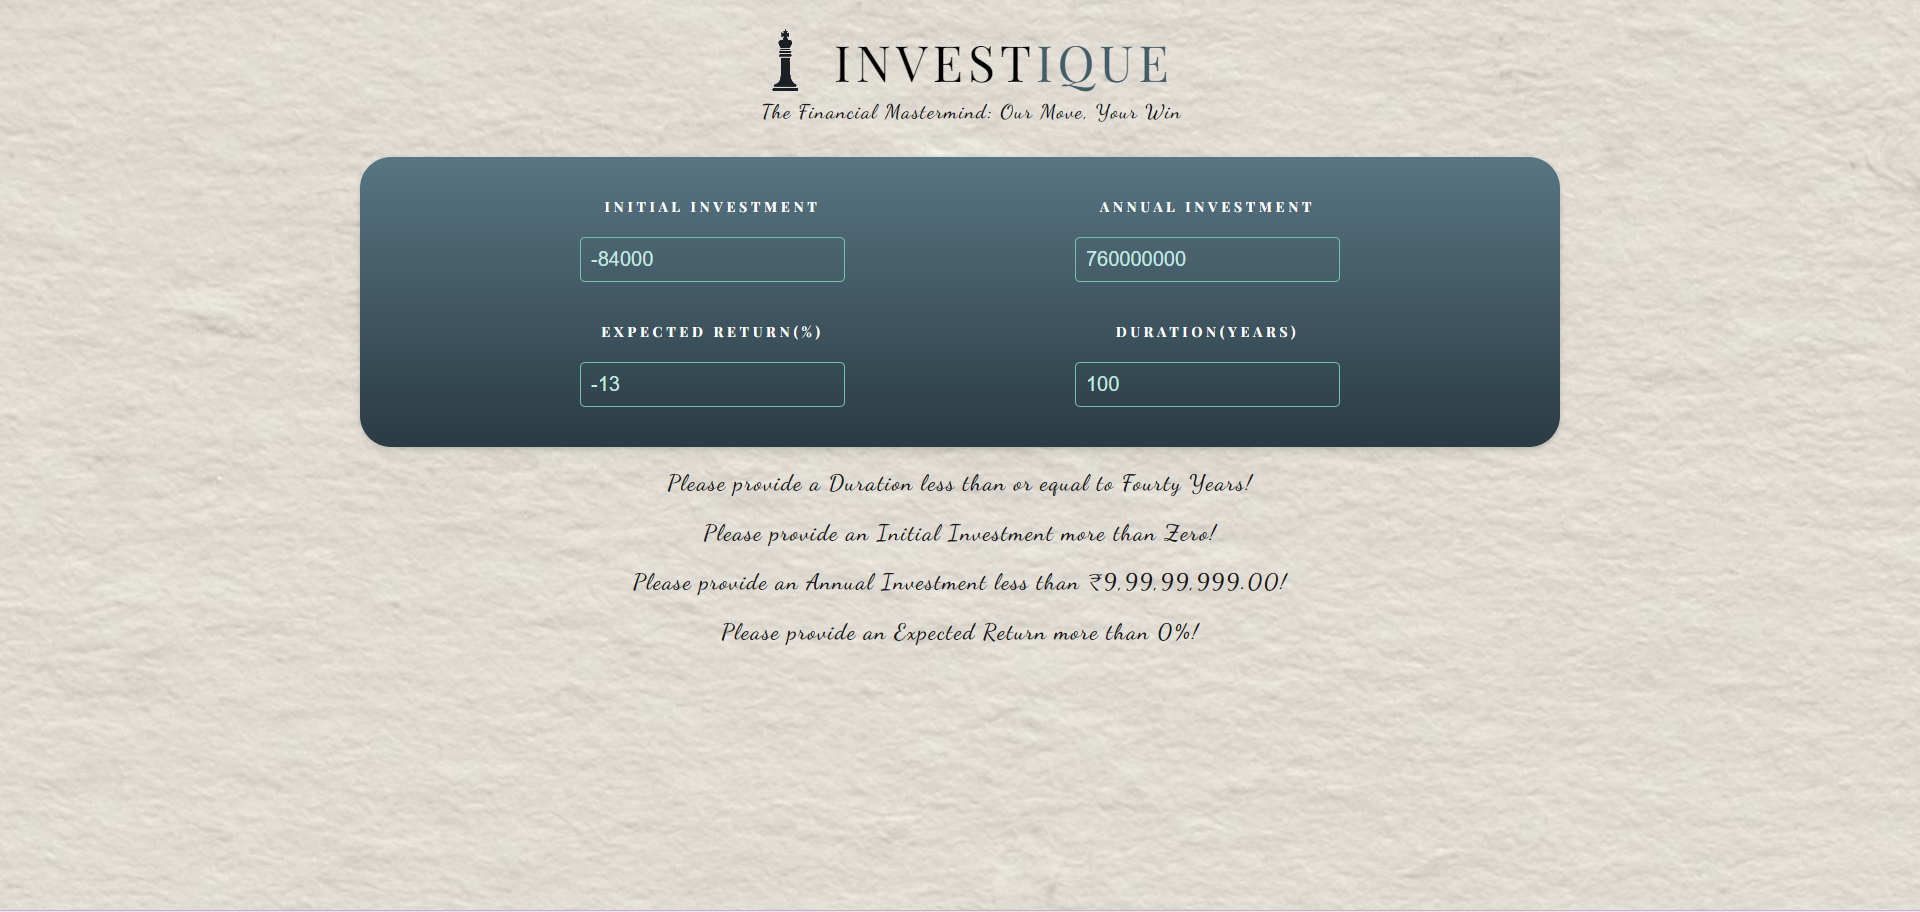 INVESTIQUE
The Financial Mastermind: Our Move, Your Win
INITIAL INVESTMENT
ANNUAL INVESTMENT
-84000
760000000
EXPECTED RETURN(%)
DURATION(YEARS)
-13
100
Please provide a Duration less than or equal to Fourty Years!
Please provide an Initial Investment more than Zero!
Please provide an Annual Investment less than ₹9,99,99,999.00!
Please provide an Expected Return more than 0%!